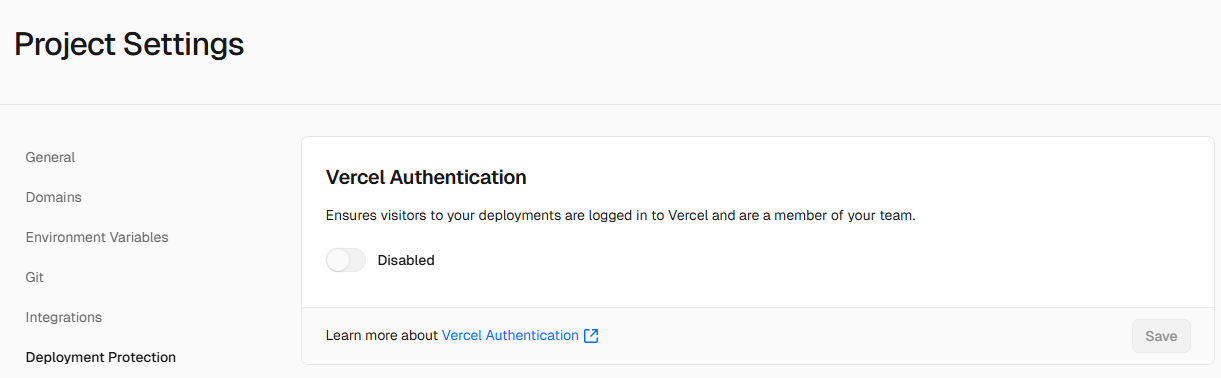 Project Settings
General
Domains
Environment Variables
Git
Integrations
Deployment Protection
Vercel Authentication
Ensures visitors to your deployments are logged in to Vercel and are a member of your team.
Disabled
Learn more about Vercel Authentication
Save